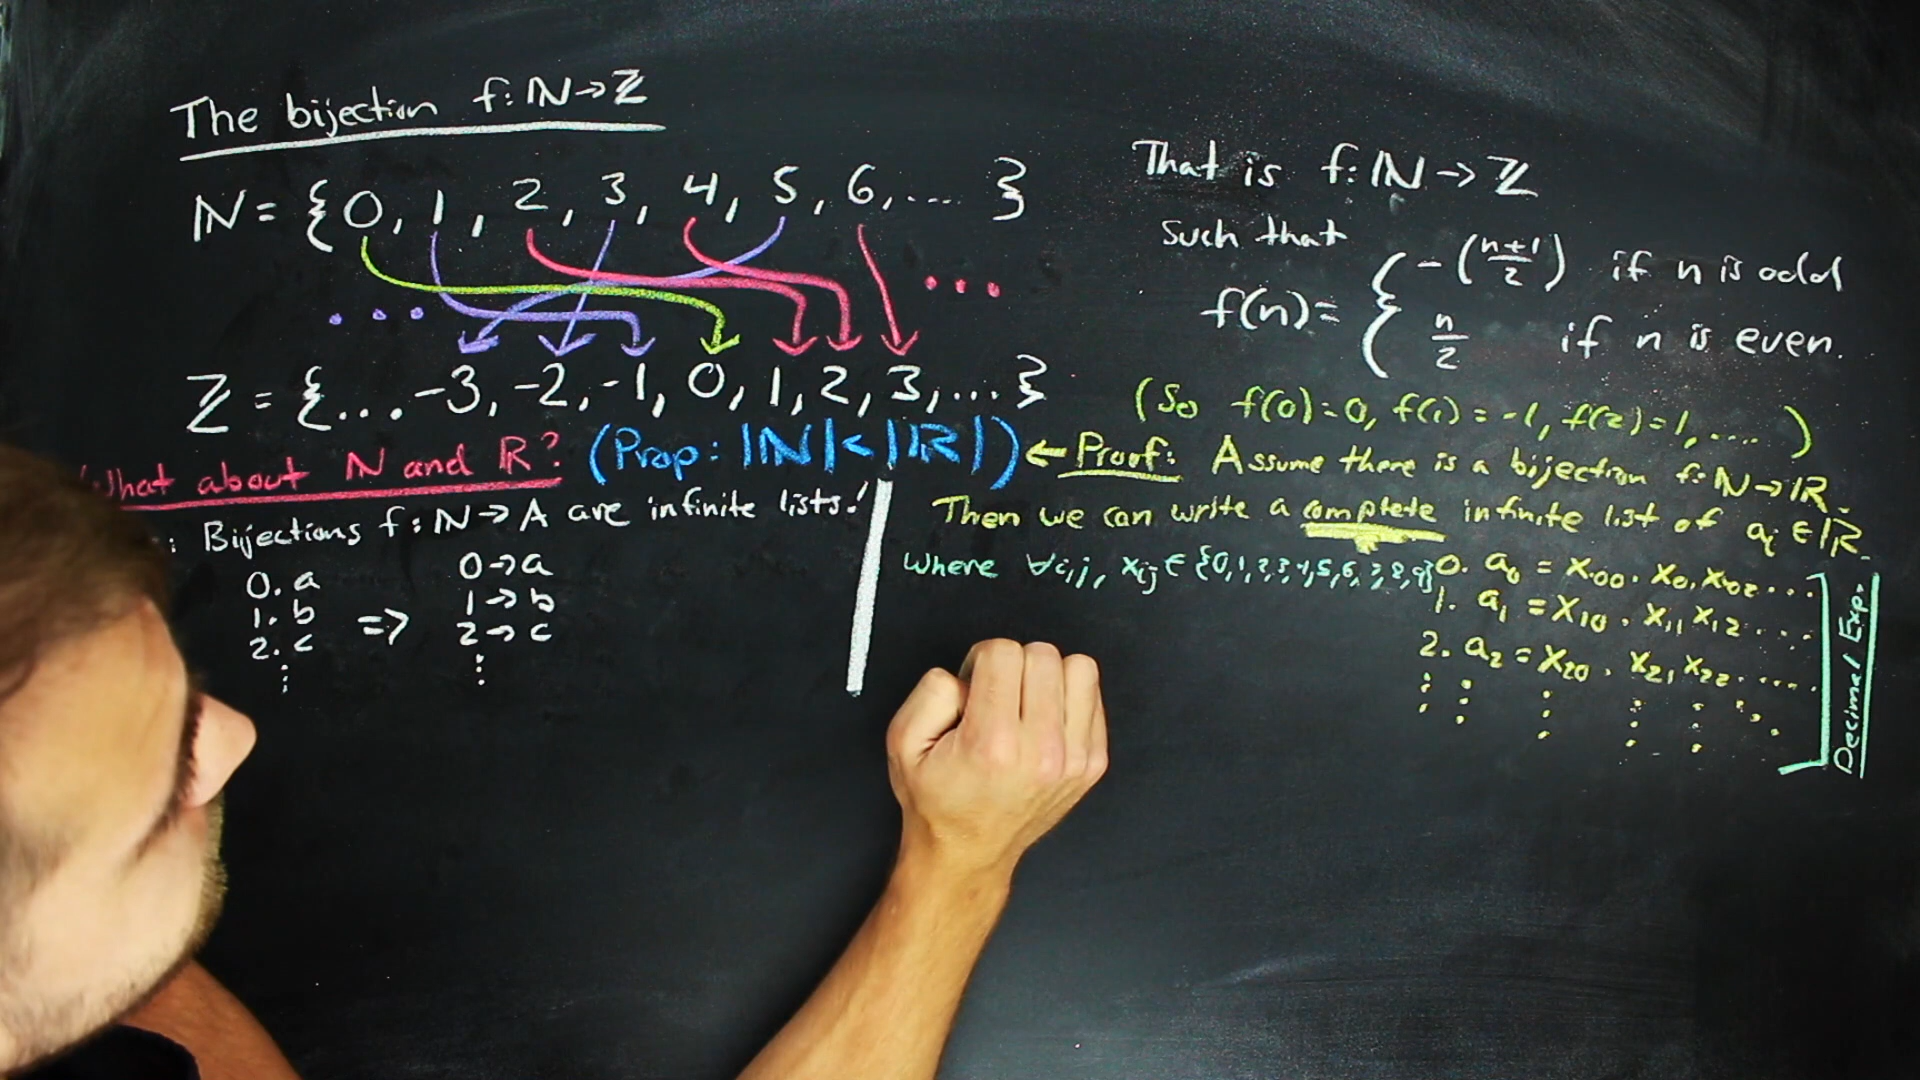 The bijection f: ℕ→ℤ
ℕ = {0, 1, 2, 3, 4, 5, 6, ... }
ℤ = {... -3, -2, -1, 0, 1, 2, 3, ... }
That is f: ℕ→ℤ
such that
f(n) = { -(n+1/2) if n is odd
n/2 if n is even.
(So f(0)=0, f(1)=-1, f(2)=1, .... )
What about ℕ and ℝ? (Prop: |ℕ|<|ℝ|) ← Proof: Assume there is a bijection f: ℕ→ℝ.
: Bijections f: ℕ→A are infinite lists!
0. a
1. b
2. c
⋮
⇒
0→a
1→b
2→c
⋮
Then we can write a complete infinite list of aᵢ ∈ ℝ.
where ∀i,j, xᵢⱼ ∈ {0,1,2,3,4,5,6,7,8,9}
0. a₀ = x₀₀. x₀₁ x₀₂ ...
1. a₁ = x₁₀ . x₁₁ x₁₂ ....
2. a₂ = x₂₀ . x₂₁ x₂₂ .....
⋮ ⋮ ⋮ ⋮ ⋮ ⋱
Decimal Exp.